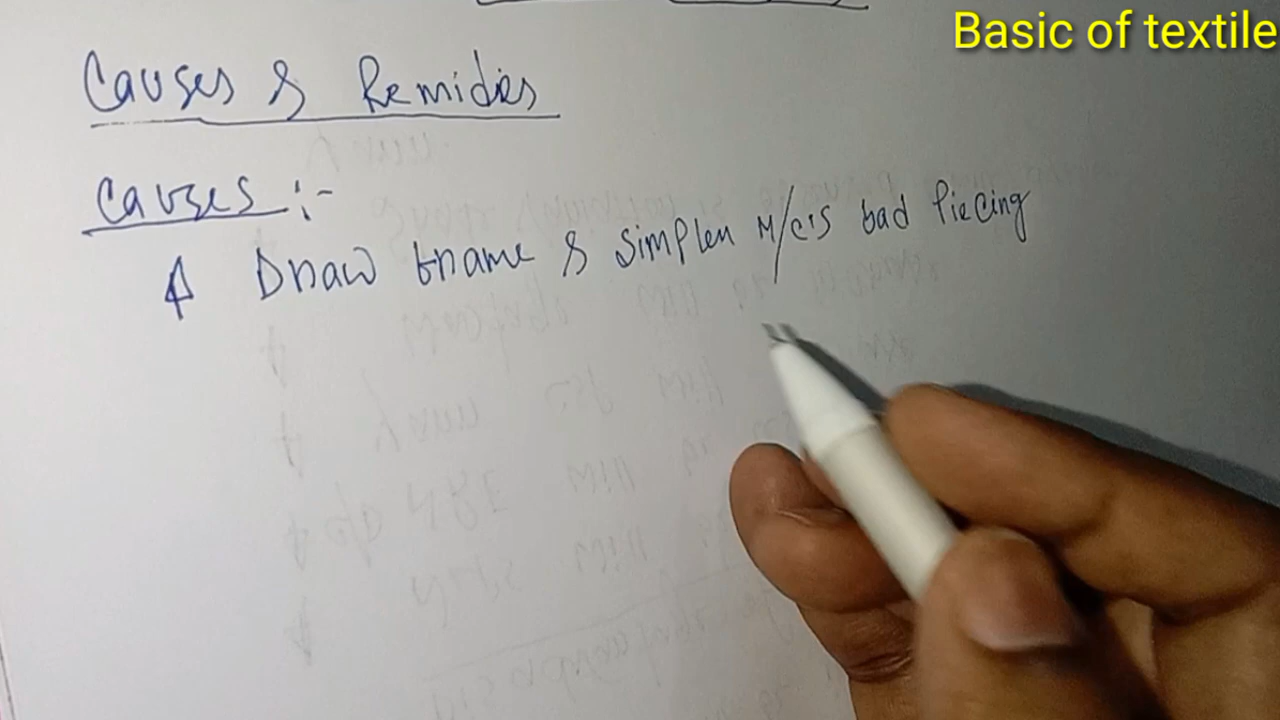 Basic of textile
Causes & Remidies
Causes :-
Draw frame & Simplex M/c's bad Piecing